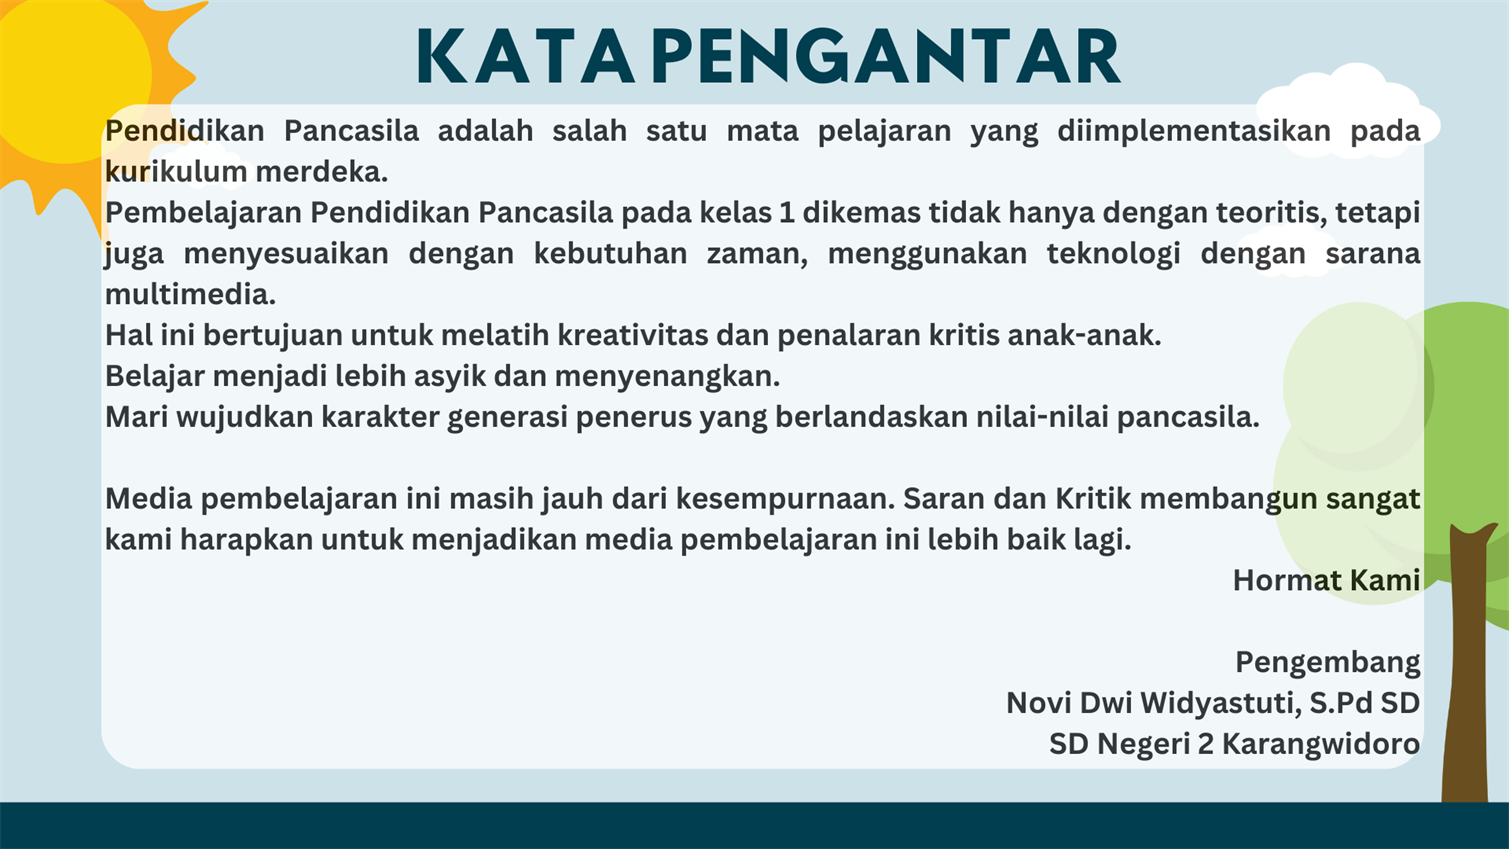 KATA PENGANTAR
Pendidikan Pancasila adalah salah satu mata pelajaran yang diimplementasikan pada
kurikulum merdeka.
Pembelajaran Pendidikan Pancasila pada kelas 1 dikemas tidak hanya dengan teoritis, tetapi
juga menyesuaikan dengan kebutuhan zaman, menggunakan teknologi dengan sarana
multimedia.
Hal ini bertujuan untuk melatih kreativitas dan penalaran kritis anak-anak.
Belajar menjadi lebih asyik dan menyenangkan.
Mari wujudkan karakter generasi penerus yang berlandaskan nilai-nilai pancasila.
Media pembelajaran ini masih jauh dari kesempurnaan. Saran dan Kritik membangun sangat
kami harapkan untuk menjadikan media pembelajaran ini lebih baik lagi.
Hormat Kami
Pengembang
Novi Dwi Widyastuti, S.Pd SD
SD Negeri 2 Karangwidoro